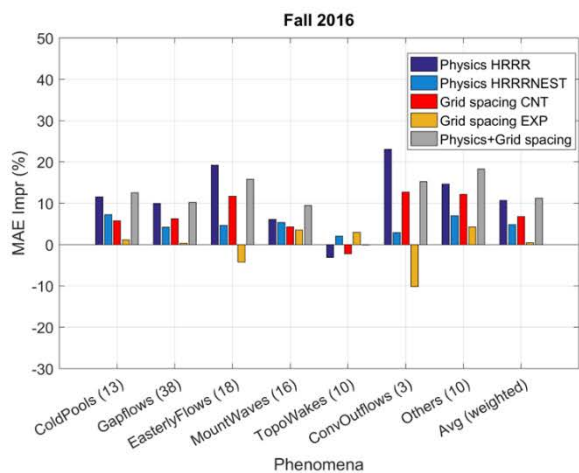 Fall 2016
MAE Impr (%)
50
40
30
20
10
0
-10
-20
-30
Physics HRRR
Physics HRRRNEST
Grid spacing CNT
Grid spacing EXP
Physics+Grid spacing
ColdPools (13)
Gapflows (38)
EasterlyFlows (18)
MountWaves (16)
TopoWakes (10)
ConvOutflows (3)
Others (10)
Avg (weighted)
Phenomena